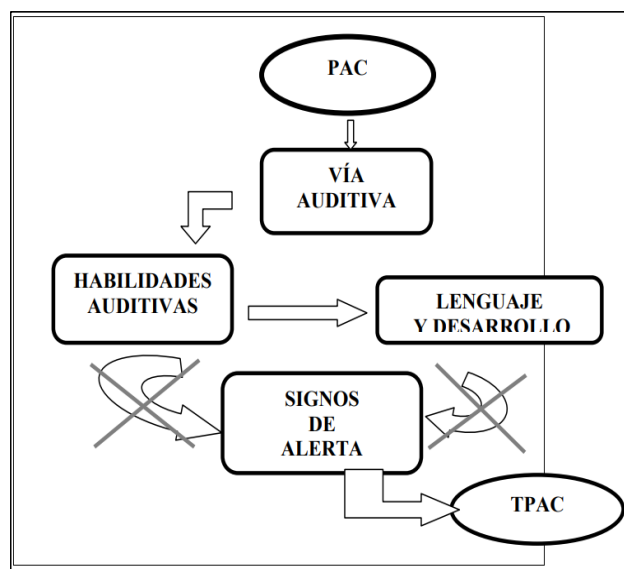 PAC
VÍA
AUDITIVA
HABILIDADES
AUDITIVAS
LENGUAJE
Y DESARROLLO
SIGNOS
DE
ALERTA
TPAC